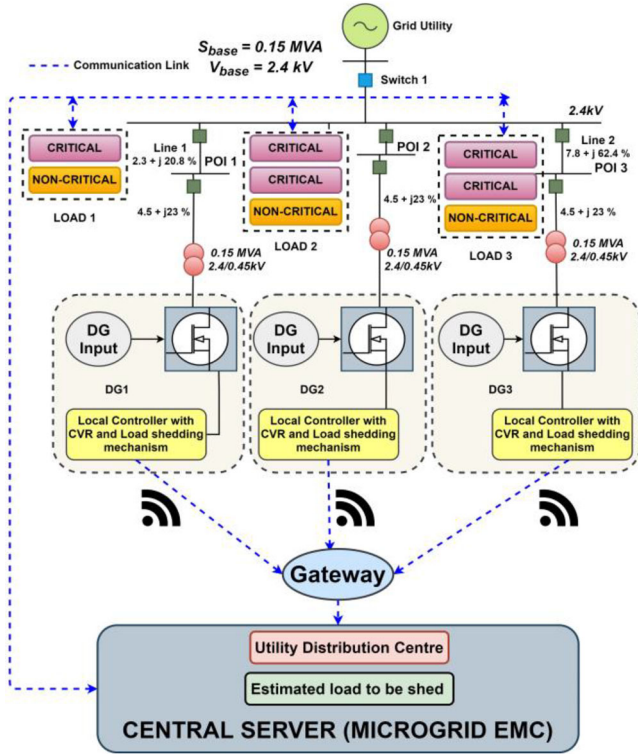 Grid Utility
S_base = 0.15 MVA
V_base = 2.4 kV
Communication Link
Switch 1
2.4kV
Line 1
2.3 + j 20.8 %
POI 1
POI 2
Line 2
7.8 + j 62.4 %
POI 3
CRITICAL
NON-CRITICAL
LOAD 1
CRITICAL
CRITICAL
NON-CRITICAL
LOAD 2
CRITICAL
CRITICAL
NON-CRITICAL
LOAD 3
4.5 + j23 %
4.5 + j23 %
4.5 + j 23 %
0.15 MVA
2.4/0.45kV
0.15 MVA
2.4/0.45kV
0.15 MVA
2.4/0.45kV
DG
Input
DG1
DG
Input
DG2
DG
Input
DG3
Local Controller with
CVR and Load shedding
mechanism
Local Controller with
CVR and Load shedding
mechanism
Local Controller with
CVR and Load shedding
mechanism
Gateway
Utility Distribution Centre
Estimated load to be shed
CENTRAL SERVER (MICROGRID EMC)